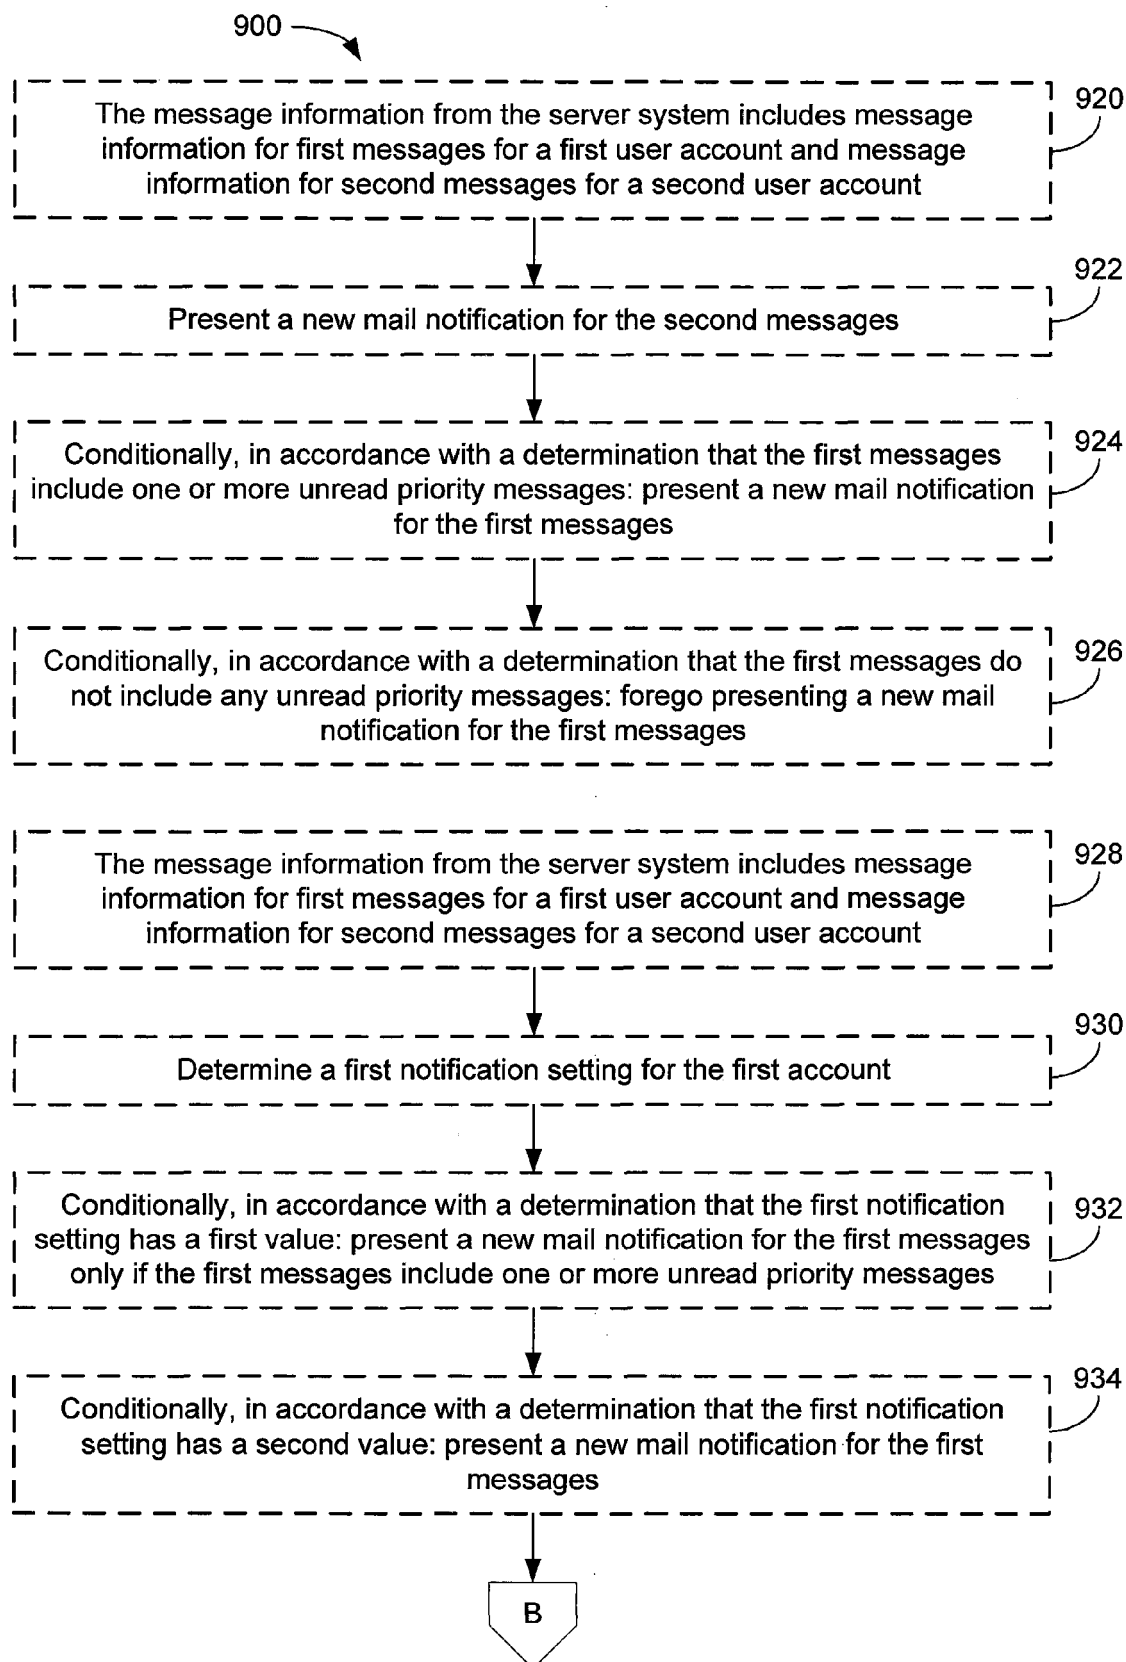 900
920
The message information from the server system includes message
information for first messages for a first user account and message
information for second messages for a second user account
922
Present a new mail notification for the second messages
924
Conditionally, in accordance with a determination that the first messages
include one or more unread priority messages: present a new mail notification
for the first messages
926
Conditionally, in accordance with a determination that the first messages do
not include any unread priority messages: forego presenting a new mail
notification for the first messages
928
The message information from the server system includes message
information for first messages for a first user account and message
information for second messages for a second user account
930
Determine a first notification setting for the first account
932
Conditionally, in accordance with a determination that the first notification
setting has a first value: present a new mail notification for the first messages
only if the first messages include one or more unread priority messages
934
Conditionally, in accordance with a determination that the first notification
setting has a second value: present a new mail notification for the first
messages
B